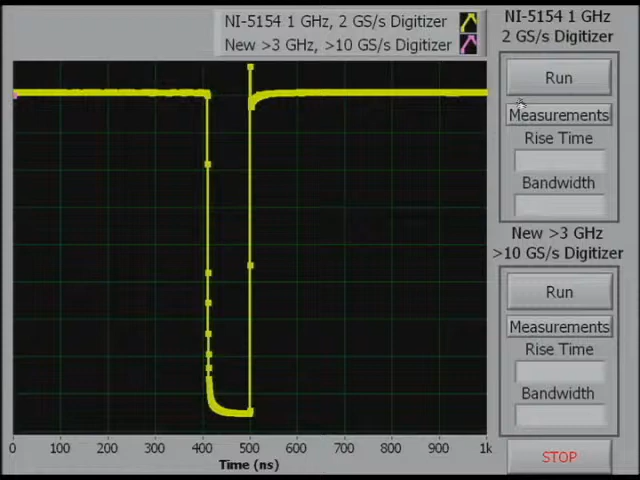 NI-5154 1 GHz, 2 GS/s Digitizer
New >3 GHz, >10 GS/s Digitizer
NI-5154 1 GHz
2 GS/s Digitizer
Run
Measurements
Rise Time
Bandwidth
New >3 GHz
>10 GS/s Digitizer
Run
Measurements
Rise Time
Bandwidth
STOP
0 100 200 300 400 500 600 700 800 900 1k
Time (ns)